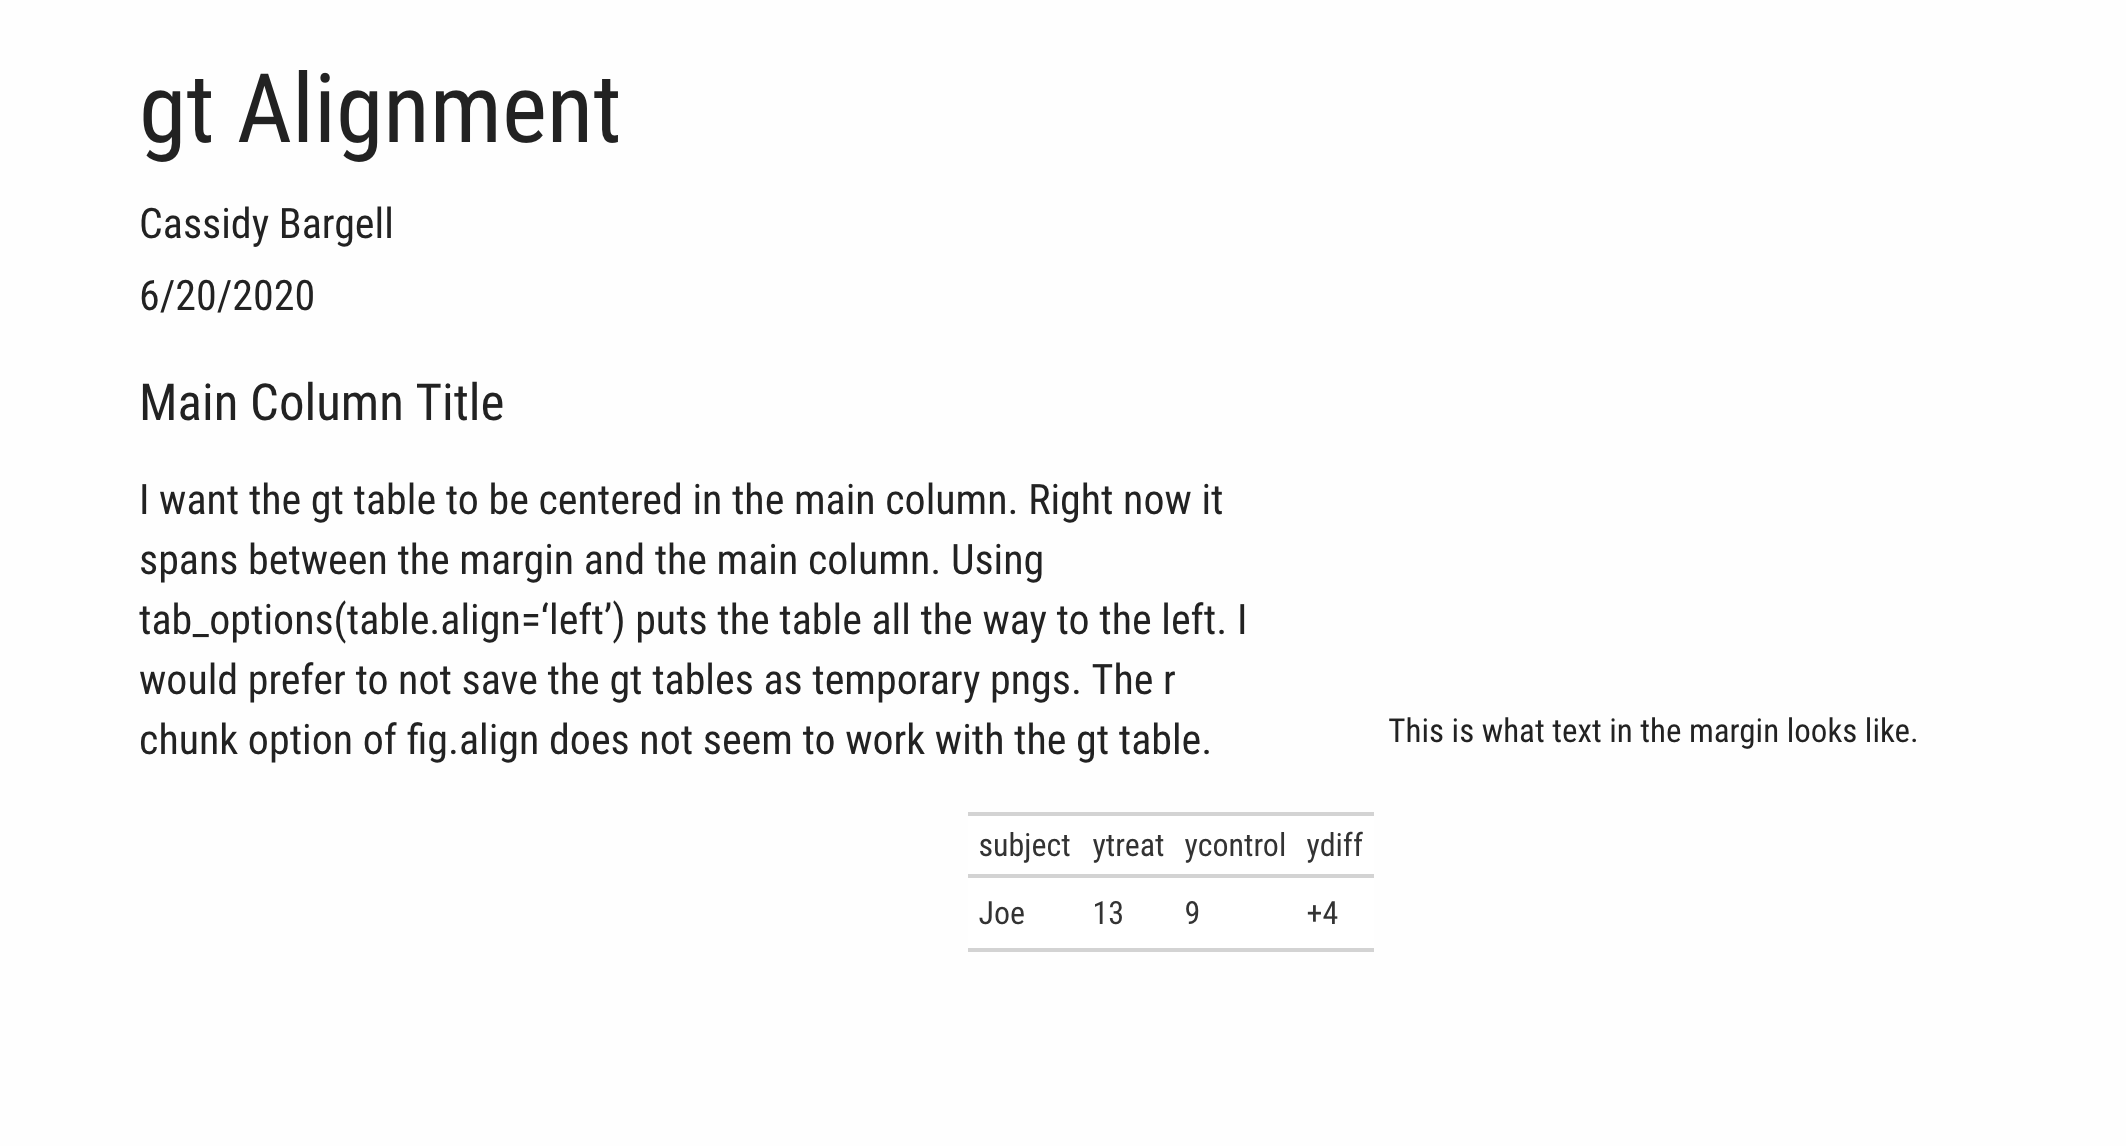 gt Alignment
Cassidy Bargell
6/20/2020
Main Column Title
I want the gt table to be centered in the main column. Right now it
spans between the margin and the main column. Using
tab_options(table.align=‘left’) puts the table all the way to the left. I
would prefer to not save the gt tables as temporary pngs. The r
chunk option of fig.align does not seem to work with the gt table.
This is what text in the margin looks like.
subject ytreat ycontrol ydiff
Joe 13 9 +4